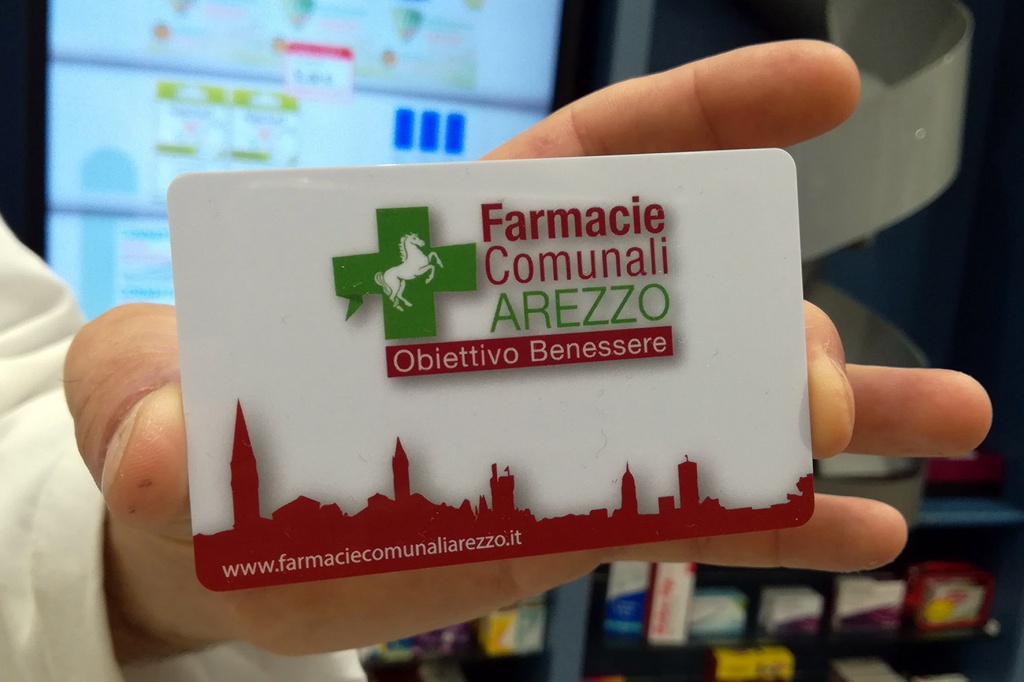 Farmacie
Comunali
AREZZO
Obiettivo Benessere
www.farmaciecomunaliarezzo.it